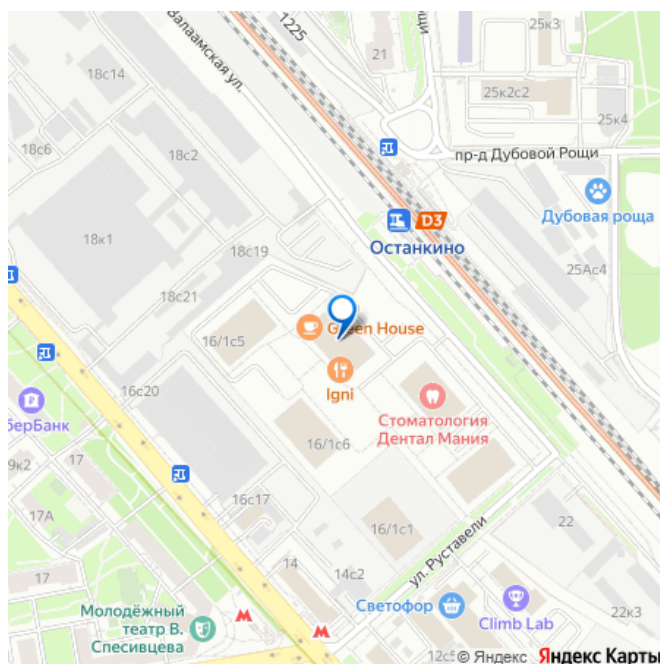 Валаамская ул.
1225
18с14
21
ощи
25к3
25к2с2
25к4
18с6
18с2
пр-д Дубовой Рощи
D3
Останкино
Дубовая роща
18к1
18с19
25Ас4
18с21
16/1с5
Green House
Igni
16с20
берБанк
Стоматология
Дентал Мания
16/1с6
9к2
16с17
17А
16/1с1
ул. Руставели
22
17
14
14с2
Светофор
Climb Lab
22к3
Молодёжный
театр В.
Спесивцева
12с5
© Яндекс Яндекс Карты